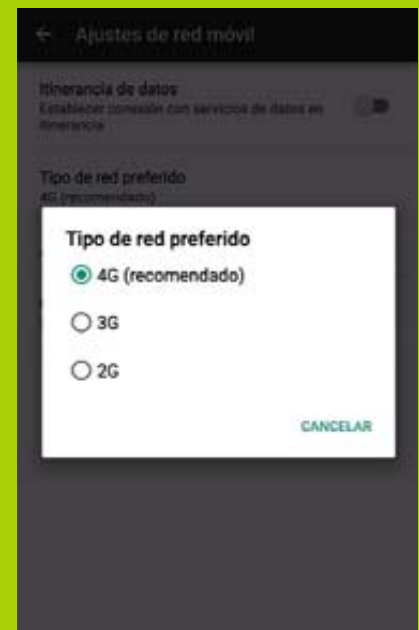 Ajustes de red móvil
Itinerancia de datos
Establecer conexión con servicios de datos en
itinerancia
Tipo de red preferido
4G (recomendado)
Tipo de red preferido
4G (recomendado)
3G
2G
CANCELAR